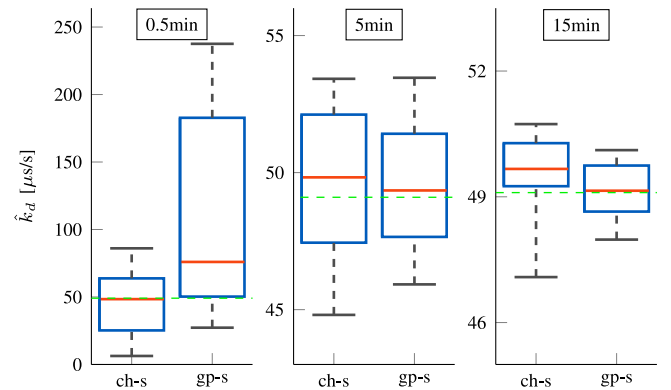 0.5min
5min
15min
k̂_d [μs/s]
250
200
150
100
50
0
55
50
45
52
49
46
ch-s gp-s
ch-s gp-s
ch-s gp-s